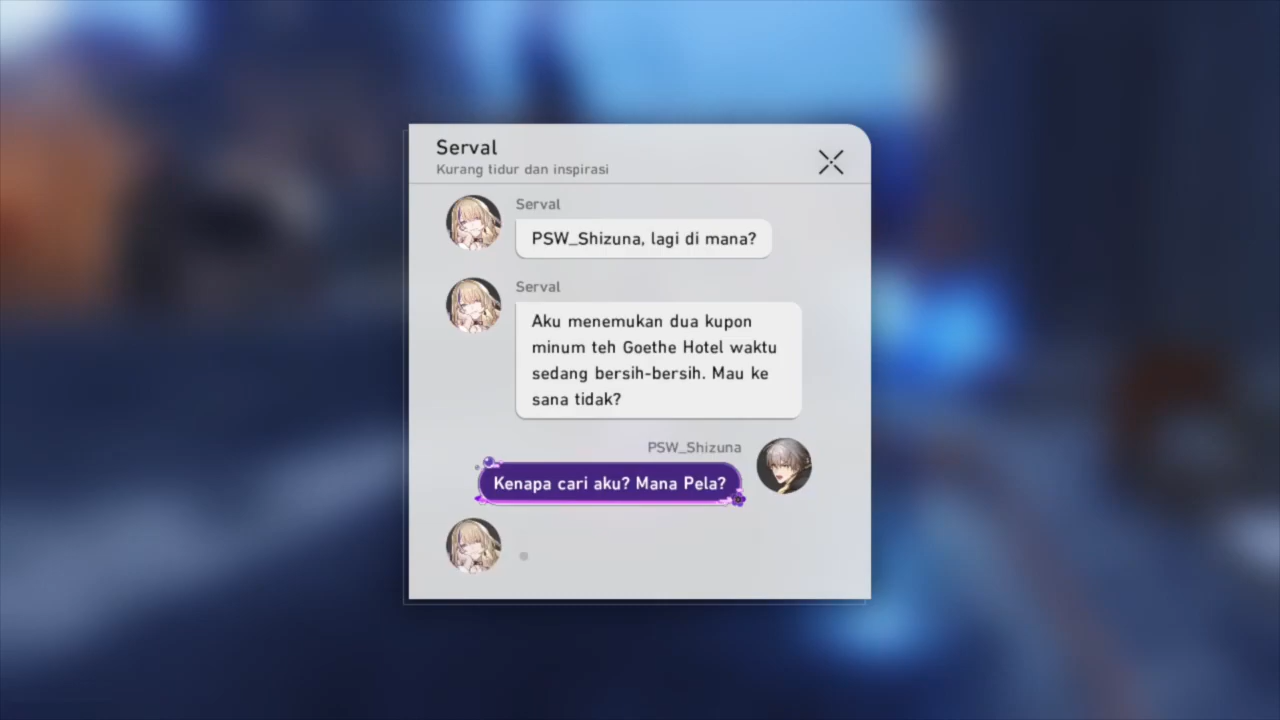 Serval
Kurang tidur dan inspirasi
Serval
PSW_Shizuna, lagi di mana?
Serval
Aku menemukan dua kupon
minum teh Goethe Hotel waktu
sedang bersih-bersih. Mau ke
sana tidak?
PSW_Shizuna
Kenapa cari aku? Mana Pela?